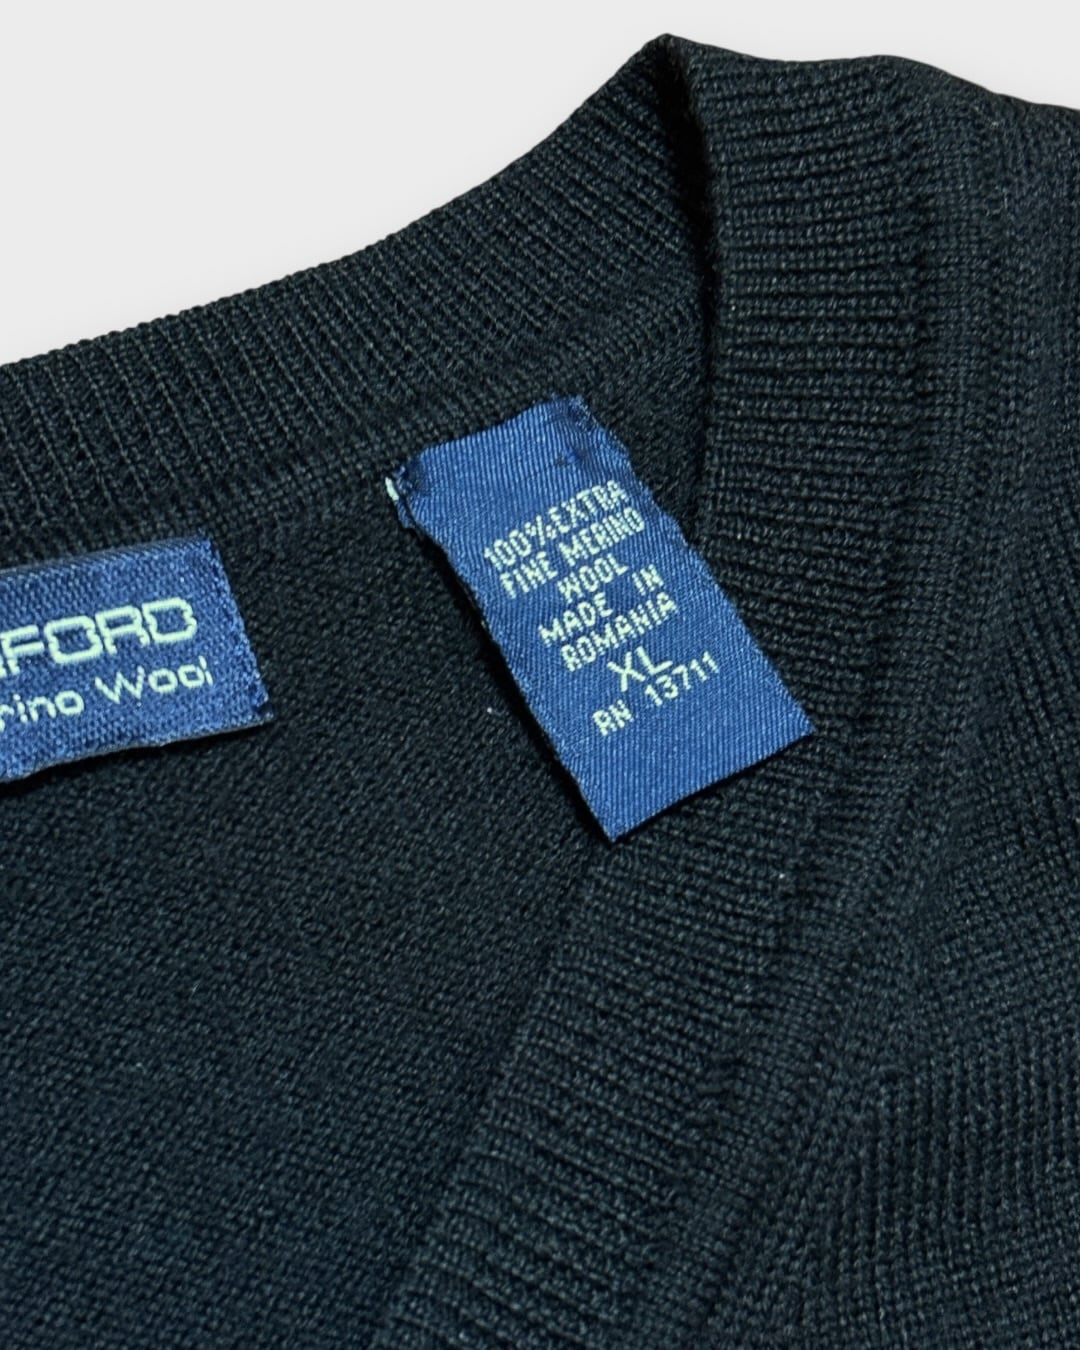 FORD
rino Wool
100% EXTRA
FINE MERINO
WOOL
MADE IN
ROMANIA
XL
RN 13711